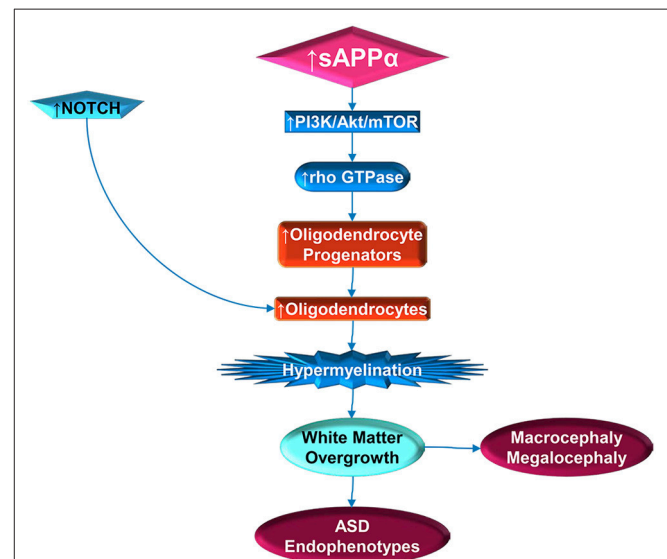 ↑sAPPα
↑NOTCH
↑PI3K/Akt/mTOR
↑rho GTPase
↑Oligodendrocyte
Progenators
↑Oligodendrocytes
Hypermyelination
White Matter
Overgrowth
Macrocephaly
Megalocephaly
ASD
Endophenotypes